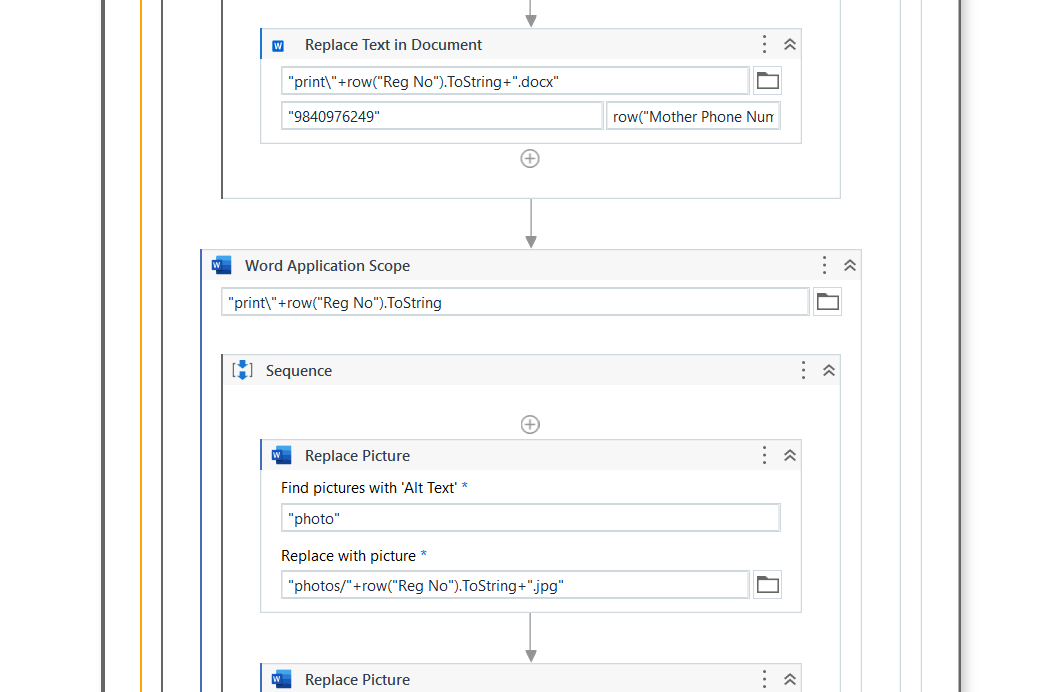 Replace Text in Document
"print\"+row("Reg No").ToString+".docx"
"9840976249"
row("Mother Phone Num
Word Application Scope
"print\"+row("Reg No").ToString
Sequence
Replace Picture
Find pictures with 'Alt Text' *
"photo"
Replace with picture *
"photos/"+row("Reg No").ToString+".jpg"
Replace Picture